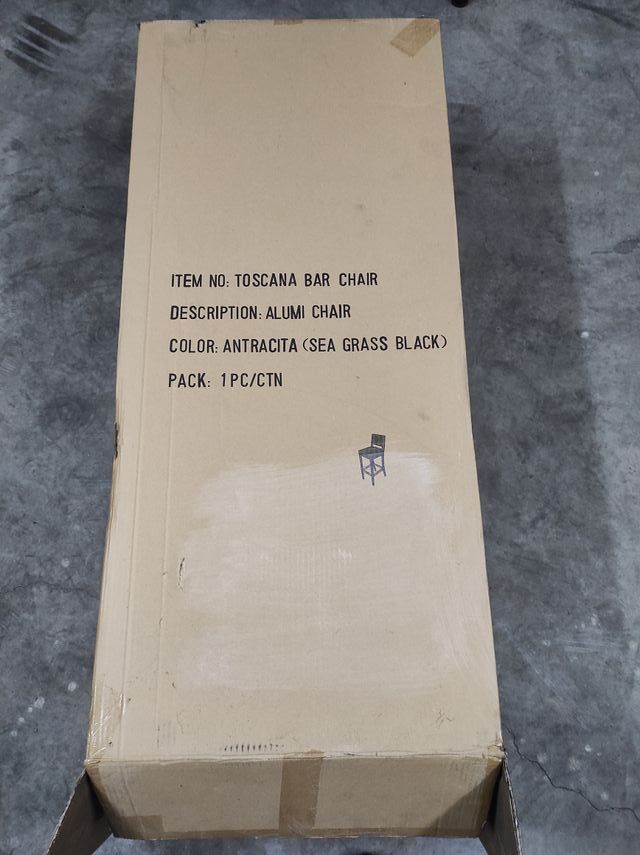 ITEM NO: TOSCANA BAR CHAIR
DESCRIPTION: ALUMI CHAIR
COLOR: ANTRACITA (SEA GRASS BLACK)
PACK: 1PC/CTN